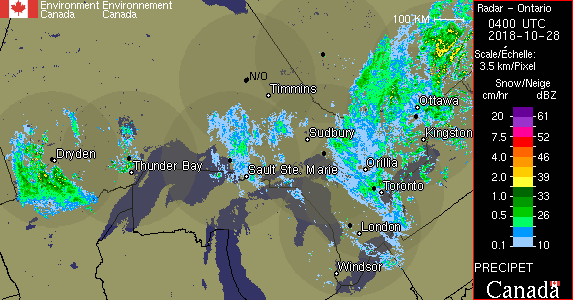 Environment Environnement
Canada Canada
100 KM
N/O
Timmins
Ottawa
Sudbury
Kingston
Dryden
Thunder Bay
Sault Ste. Marie
Orillia
Toronto
London
Windsor
Radar - Ontario
0400 UTC
2018-10-28
Scale/Échelle:
3.5 km/Pixel
Snow/Neige
cm/hr dBZ
20 61
7.5 52
4.0 46
2.0 39
1.0 33
0.5 26
0.1 10
PRECIPET
Canada